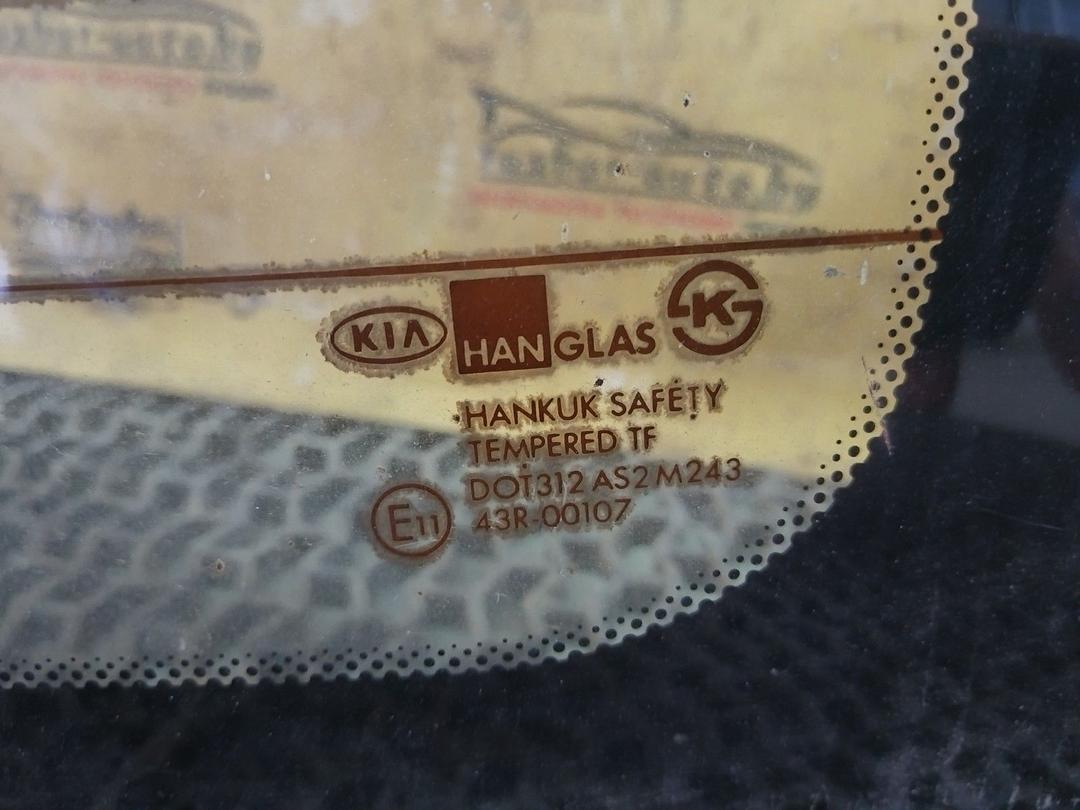 KIA HANGLAS K
HANKUK SAFETY
TEMPERED TF
DOT312 AS2 M243
E11 43R-00107